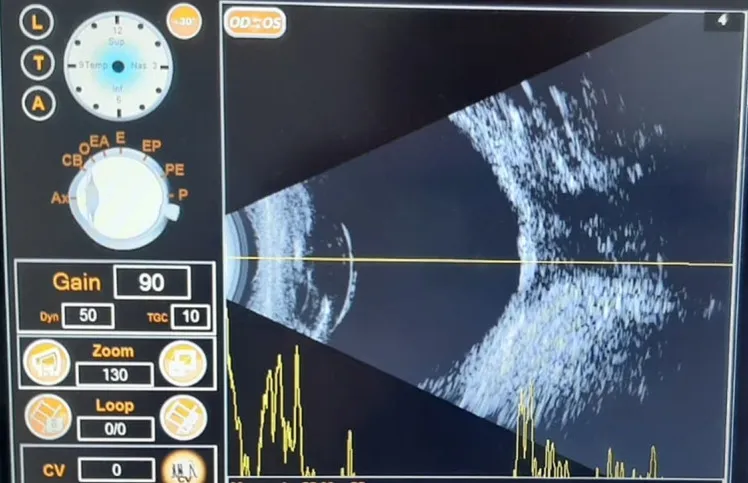 L
+30°
OD OS
4
12
Sup
T
9 Temp
Nas 3
Inf
6
A
E
EA
EP
O
CB
PE
Ax
P
Gain 90
Dyn 50 TGC 10
Zoom
130
Loop
0/0
CV 0